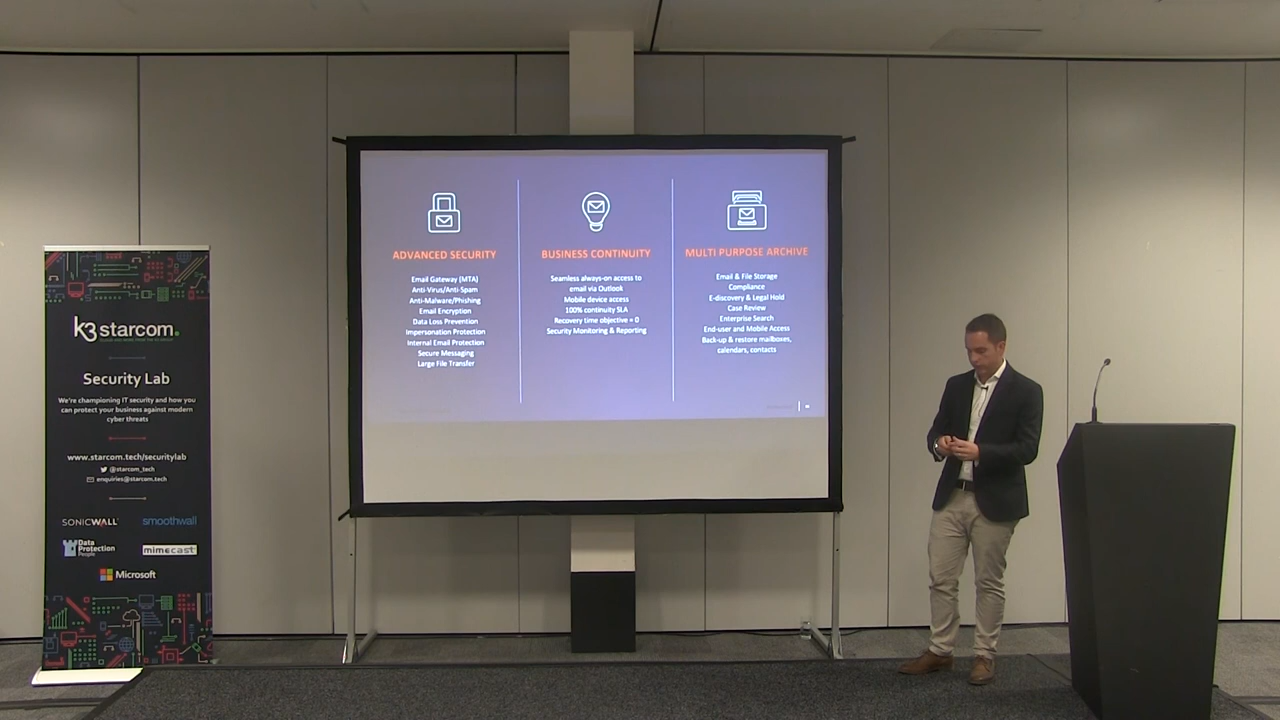 k3 starcom.
Security Lab
We're championing IT security and how you
can protect your business against modern
cyber threats
www.starcom.tech/securitylab
@starcom_tech
enquiries@starcom.tech
SONICWALL
smoothwall
Data
Protection
People
mimecast
Microsoft
ADVANCED SECURITY
Email Gateway (MTA)
Anti-Virus/Anti-Spam
Anti-Malware/Phishing
Email Encryption
Data Loss Prevention
Impersonation Protection
Internal Email Protection
Secure Messaging
Large File Transfer
BUSINESS CONTINUITY
Seamless always-on access to
email via Outlook
Mobile device access
100% continuity SLA
Recovery time objective = 0
Security Monitoring & Reporting
MULTI PURPOSE ARCHIVE
Email & File Storage
Compliance
E-discovery & Legal Hold
Case Review
Enterprise Search
End-user and Mobile Access
Back-up & restore mailboxes,
calendars, contacts